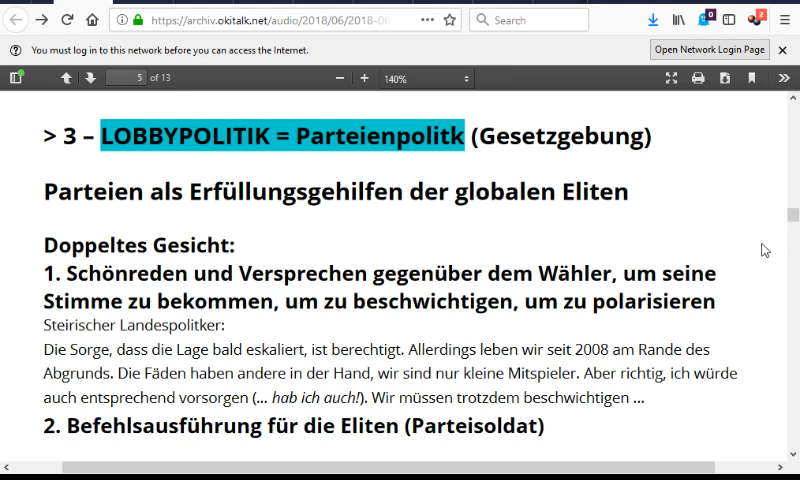 https://archiv.okitalk.net/audio/2018/06/2018-06
Search
0
2
You must log in to this network before you can access the Internet.
Open Network Login Page
5 of 13
140%
> 3 – LOBBYPOLITIK = Parteienpolitk (Gesetzgebung)
Parteien als Erfüllungsgehilfen der globalen Eliten
Doppeltes Gesicht:
1. Schönreden und Versprechen gegenüber dem Wähler, um seine
Stimme zu bekommen, um zu beschwichtigen, um zu polarisieren
Steirischer Landespolitker:
Die Sorge, dass die Lage bald eskaliert, ist berechtigt. Allerdings leben wir seit 2008 am Rande des
Abgrunds. Die Fäden haben andere in der Hand, wir sind nur kleine Mitspieler. Aber richtig, ich würde
auch entsprechend vorsorgen (... hab ich auch!). Wir müssen trotzdem beschwichtigen ...
2. Befehlsausführung für die Eliten (Parteisoldat)